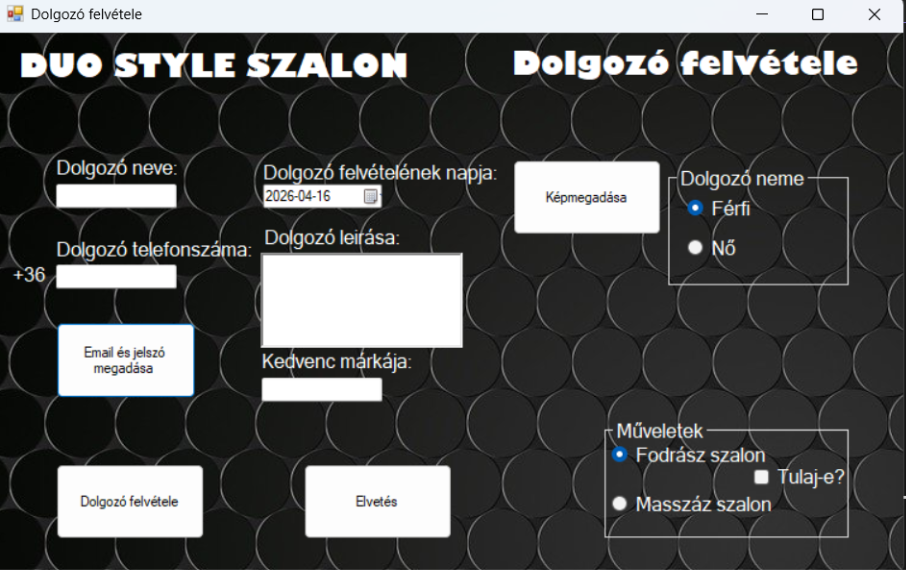 Dolgozó felvétele
DUO STYLE SZALON
Dolgozó felvétele
Dolgozó neve:
Dolgozó felvételének napja:
2026-04-16
Képmegadása
Dolgozó neme
Férfi
Nő
Dolgozó telefonszáma:
+36
Dolgozó leirása:
Email és jelszó
megadása
Kedvenc márkája:
Műveletek
Fodrász szalon
Tulaj-e?
Masszáz szalon
Dolgozó felvétele
Elvetés